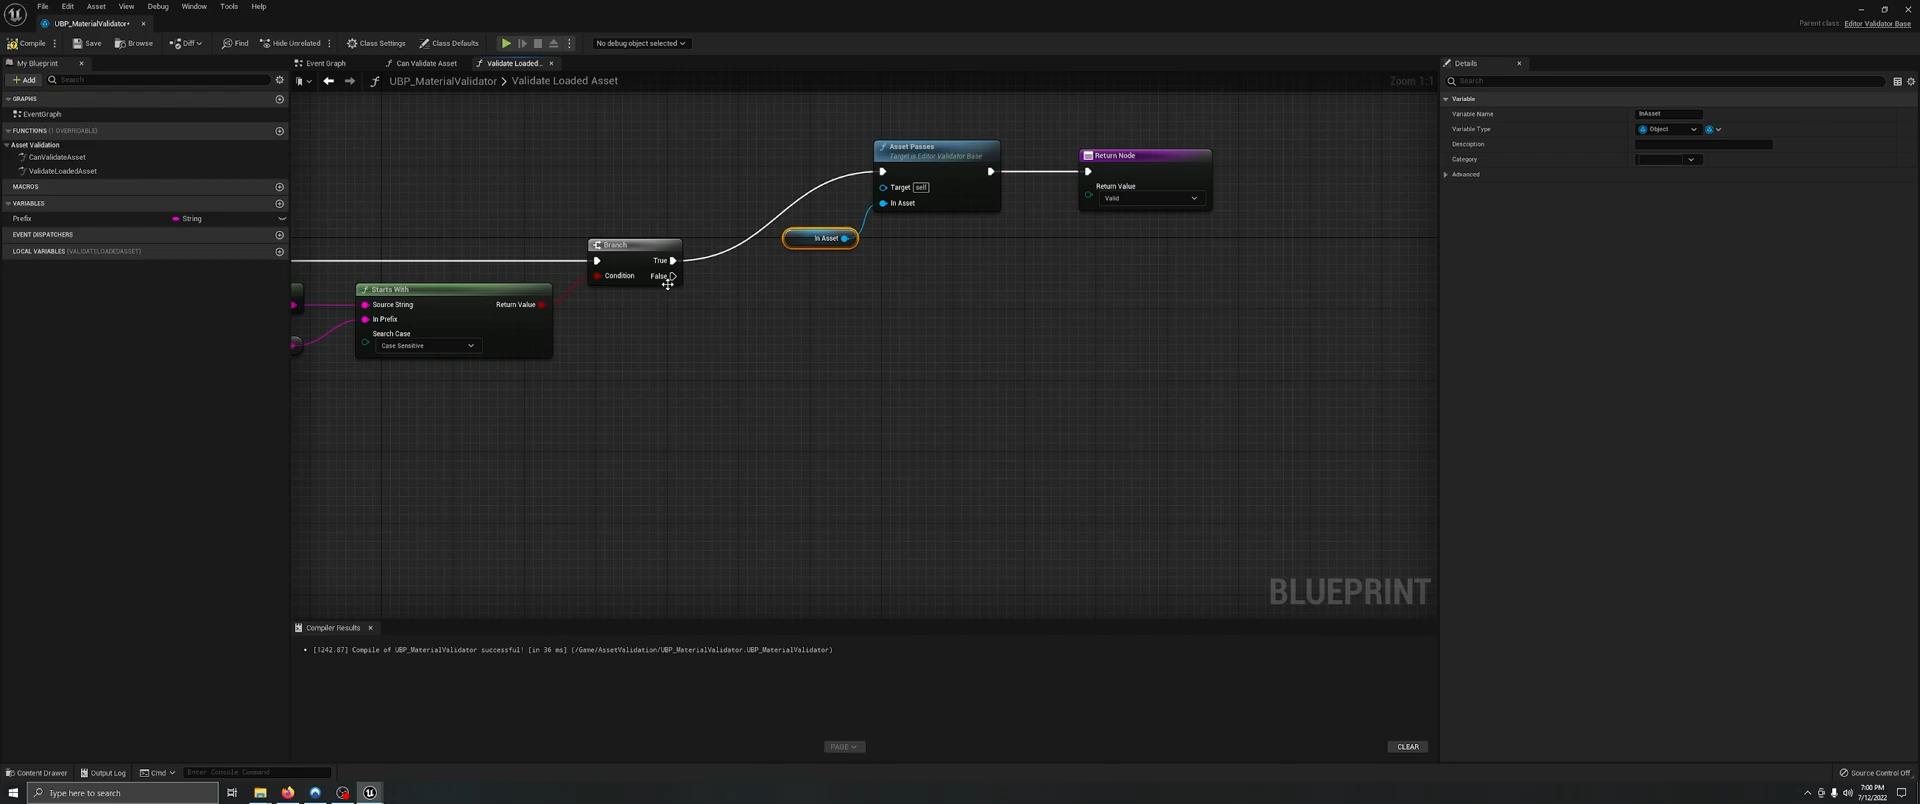 File Edit Asset View Debug Window Tools Help
UBP_MaterialValidator•
Parent class: Editor Validator Base
Compile Save Browse Diff Find Hide Unrelated Class Settings Class Defaults No debug object selected
My Blueprint
Event Graph Can Validate Asset Validate Loaded...
Details
Add Search
UBP_MaterialValidator > Validate Loaded Asset
Zoom 1:1
Search
GRAPHS
EventGraph
FUNCTIONS (1 OVERRIDABLE)
Asset Validation
CanValidateAsset
ValidateLoadedAsset
MACROS
VARIABLES
Prefix String
EVENT DISPATCHERS
LOCAL VARIABLES (VALIDATELOADEDASSET)
Variable
Variable Name InAsset
Variable Type Object
Description
Category
Advanced
Asset Passes
Target is Editor Validator Base
Target self
In Asset
Return Node
Return Value
Valid
In Asset
Branch
True
Condition False
Starts With
Source String Return Value
In Prefix
Search Case
Case Sensitive
BLUEPRINT
Compiler Results
• [1242.87] Compile of UBP_MaterialValidator successful! [in 36 ms] (/Game/AssetValidation/UBP_MaterialValidator.UBP_MaterialValidator)
PAGE
CLEAR
Content Drawer Output Log Cmd Enter Console Command
Source Control Off
Type here to search
7:00 PM
7/12/2022